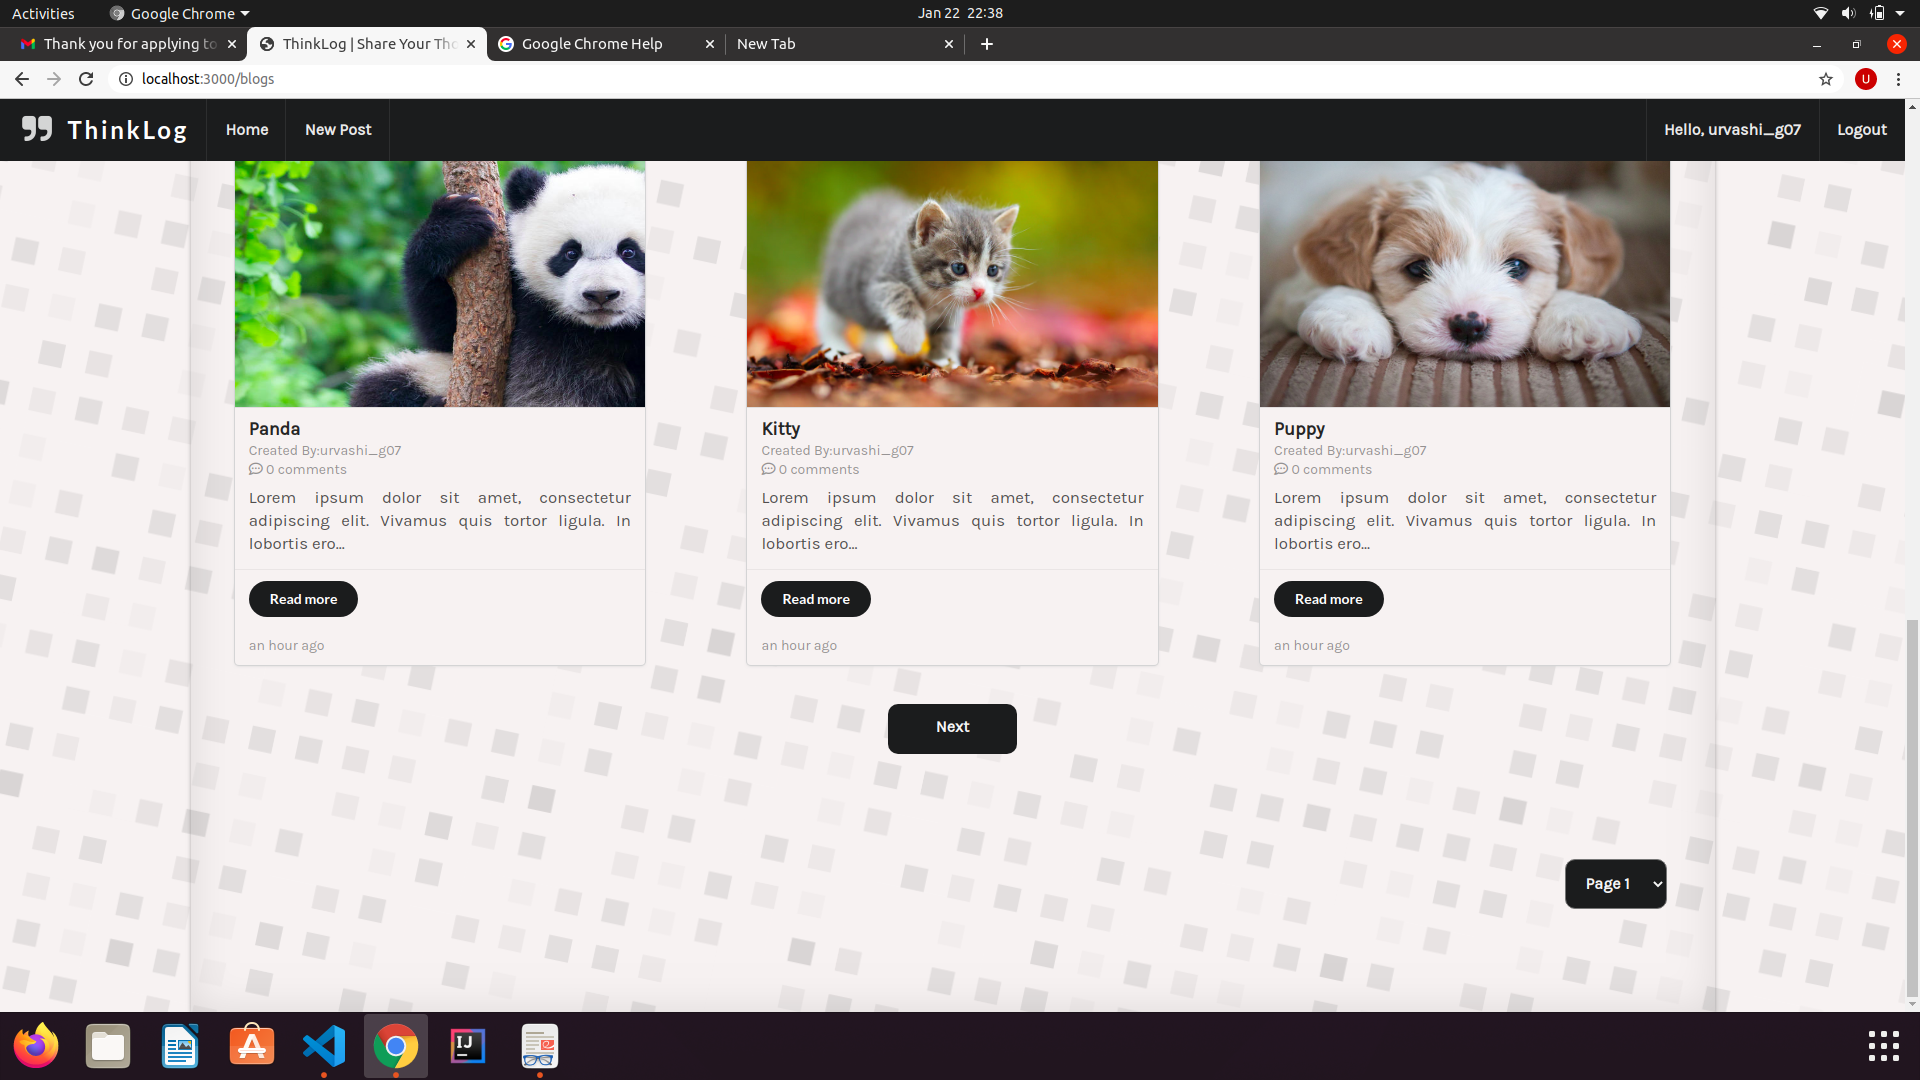 Activities
Google Chrome
Jan 22 22:38
Thank you for applying to
ThinkLog | Share Your Tho
Google Chrome Help
New Tab
localhost:3000/blogs
U
ThinkLog
Home
New Post
Hello, urvashi_g07
Logout
Panda
Created By:urvashi_g07
0 comments
Lorem ipsum dolor sit amet, consectetur
adipiscing elit. Vivamus quis tortor ligula. In
lobortis ero...
Read more
an hour ago
Kitty
Created By:urvashi_g07
0 comments
Lorem ipsum dolor sit amet, consectetur
adipiscing elit. Vivamus quis tortor ligula. In
lobortis ero...
Read more
an hour ago
Puppy
Created By:urvashi_g07
0 comments
Lorem ipsum dolor sit amet, consectetur
adipiscing elit. Vivamus quis tortor ligula. In
lobortis ero...
Read more
an hour ago
Next
Page 1
IJ